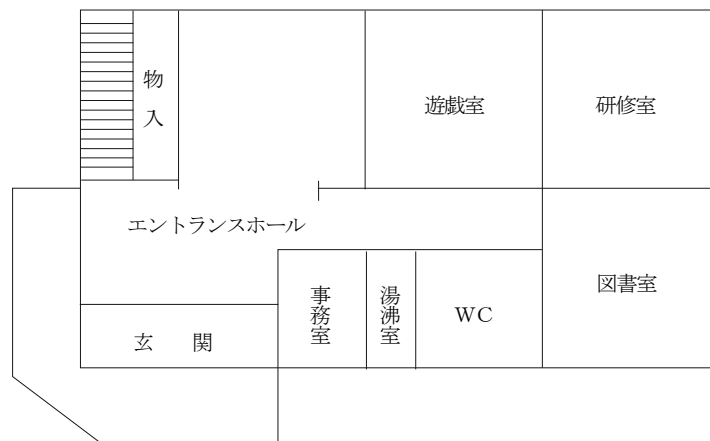 物入
遊戯室
研修室
エントランスホール
図書室
事務室
湯沸室
WC
玄　関